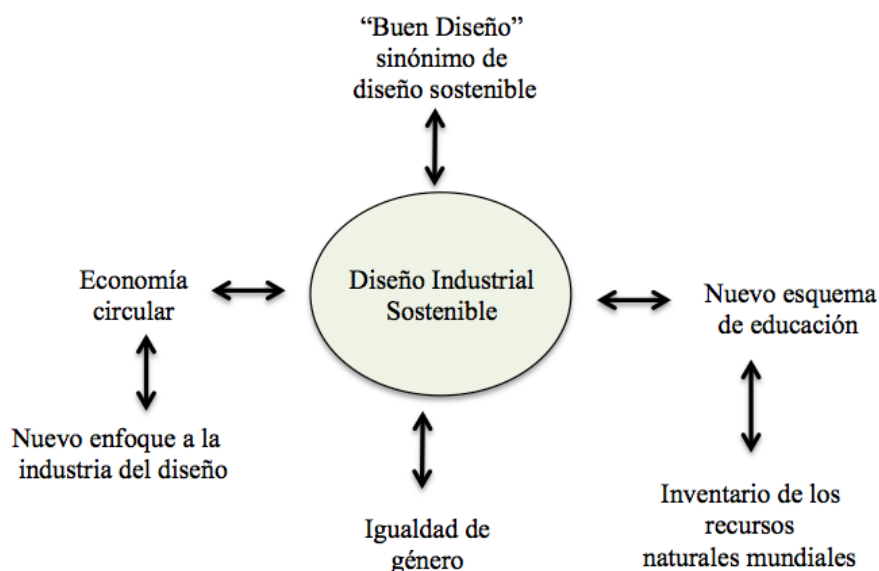 “Buen Diseño”
sinónimo de
diseño sostenible
Economía
circular
Diseño Industrial
Sostenible
Nuevo esquema
de educación
Nuevo enfoque a la
industria del diseño
Igualdad de
género
Inventario de los
recursos
naturales mundiales